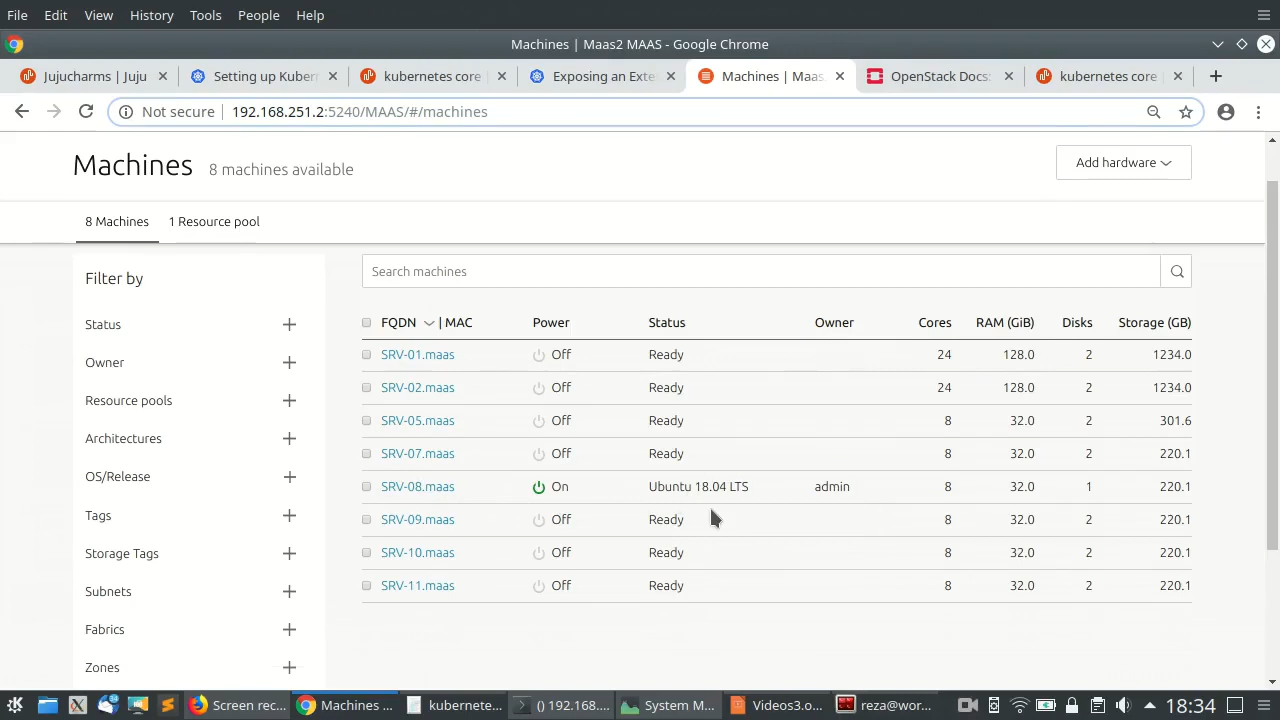 File Edit View History Tools People Help
Machines | Maas2 MAAS - Google Chrome
Jujucharms | Juju Setting up Kubern kubernetes core Exposing an Exte Machines | Maas OpenStack Docs: kubernetes core
Not secure 192.168.251.2:5240/MAAS/#/machines
Machines 8 machines available Add hardware
8 Machines 1 Resource pool
Filter by
Status
Owner
Resource pools
Architectures
OS/Release
Tags
Storage Tags
Subnets
Fabrics
Zones
Search machines
FQDN | MAC Power Status Owner Cores RAM (GiB) Disks Storage (GB)
SRV-01.maas Off Ready 24 128.0 2 1234.0
SRV-02.maas Off Ready 24 128.0 2 1234.0
SRV-05.maas Off Ready 8 32.0 2 301.6
SRV-07.maas Off Ready 8 32.0 2 220.1
SRV-08.maas On Ubuntu 18.04 LTS admin 8 32.0 1 220.1
SRV-09.maas Off Ready 8 32.0 2 220.1
SRV-10.maas Off Ready 8 32.0 2 220.1
SRV-11.maas Off Ready 8 32.0 2 220.1
Screen rec... Machines ... kubernete... () 192.168.... System M... Videos3.o... reza@wor... 18:34